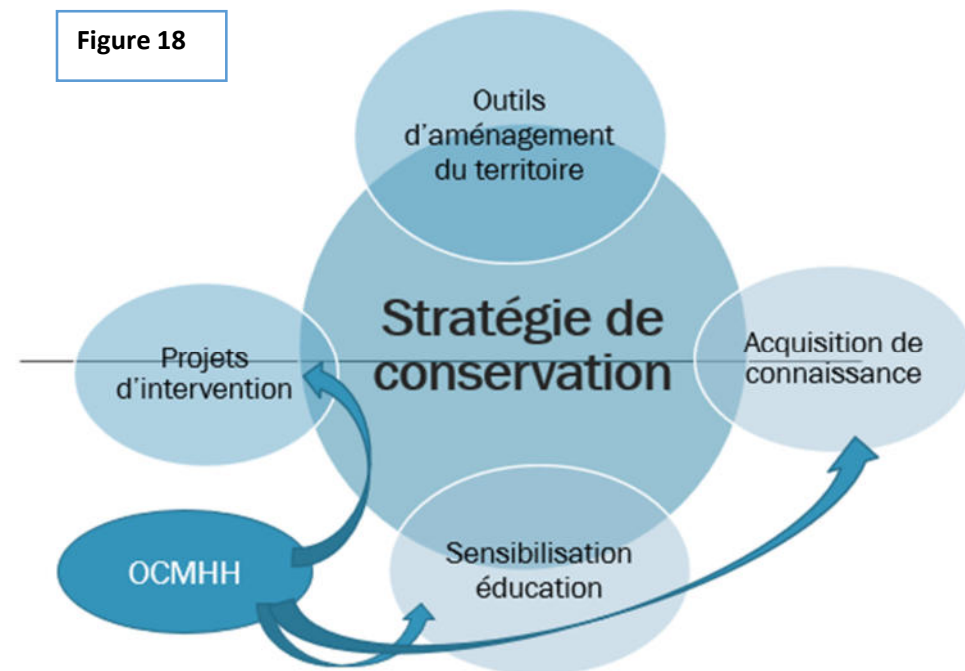 Figure 18
Outils
d'aménagement
du territoire
Stratégie de
conservation
Projets
d'intervention
Acquisition de
connaissance
OCMHH
Sensibilisation
éducation